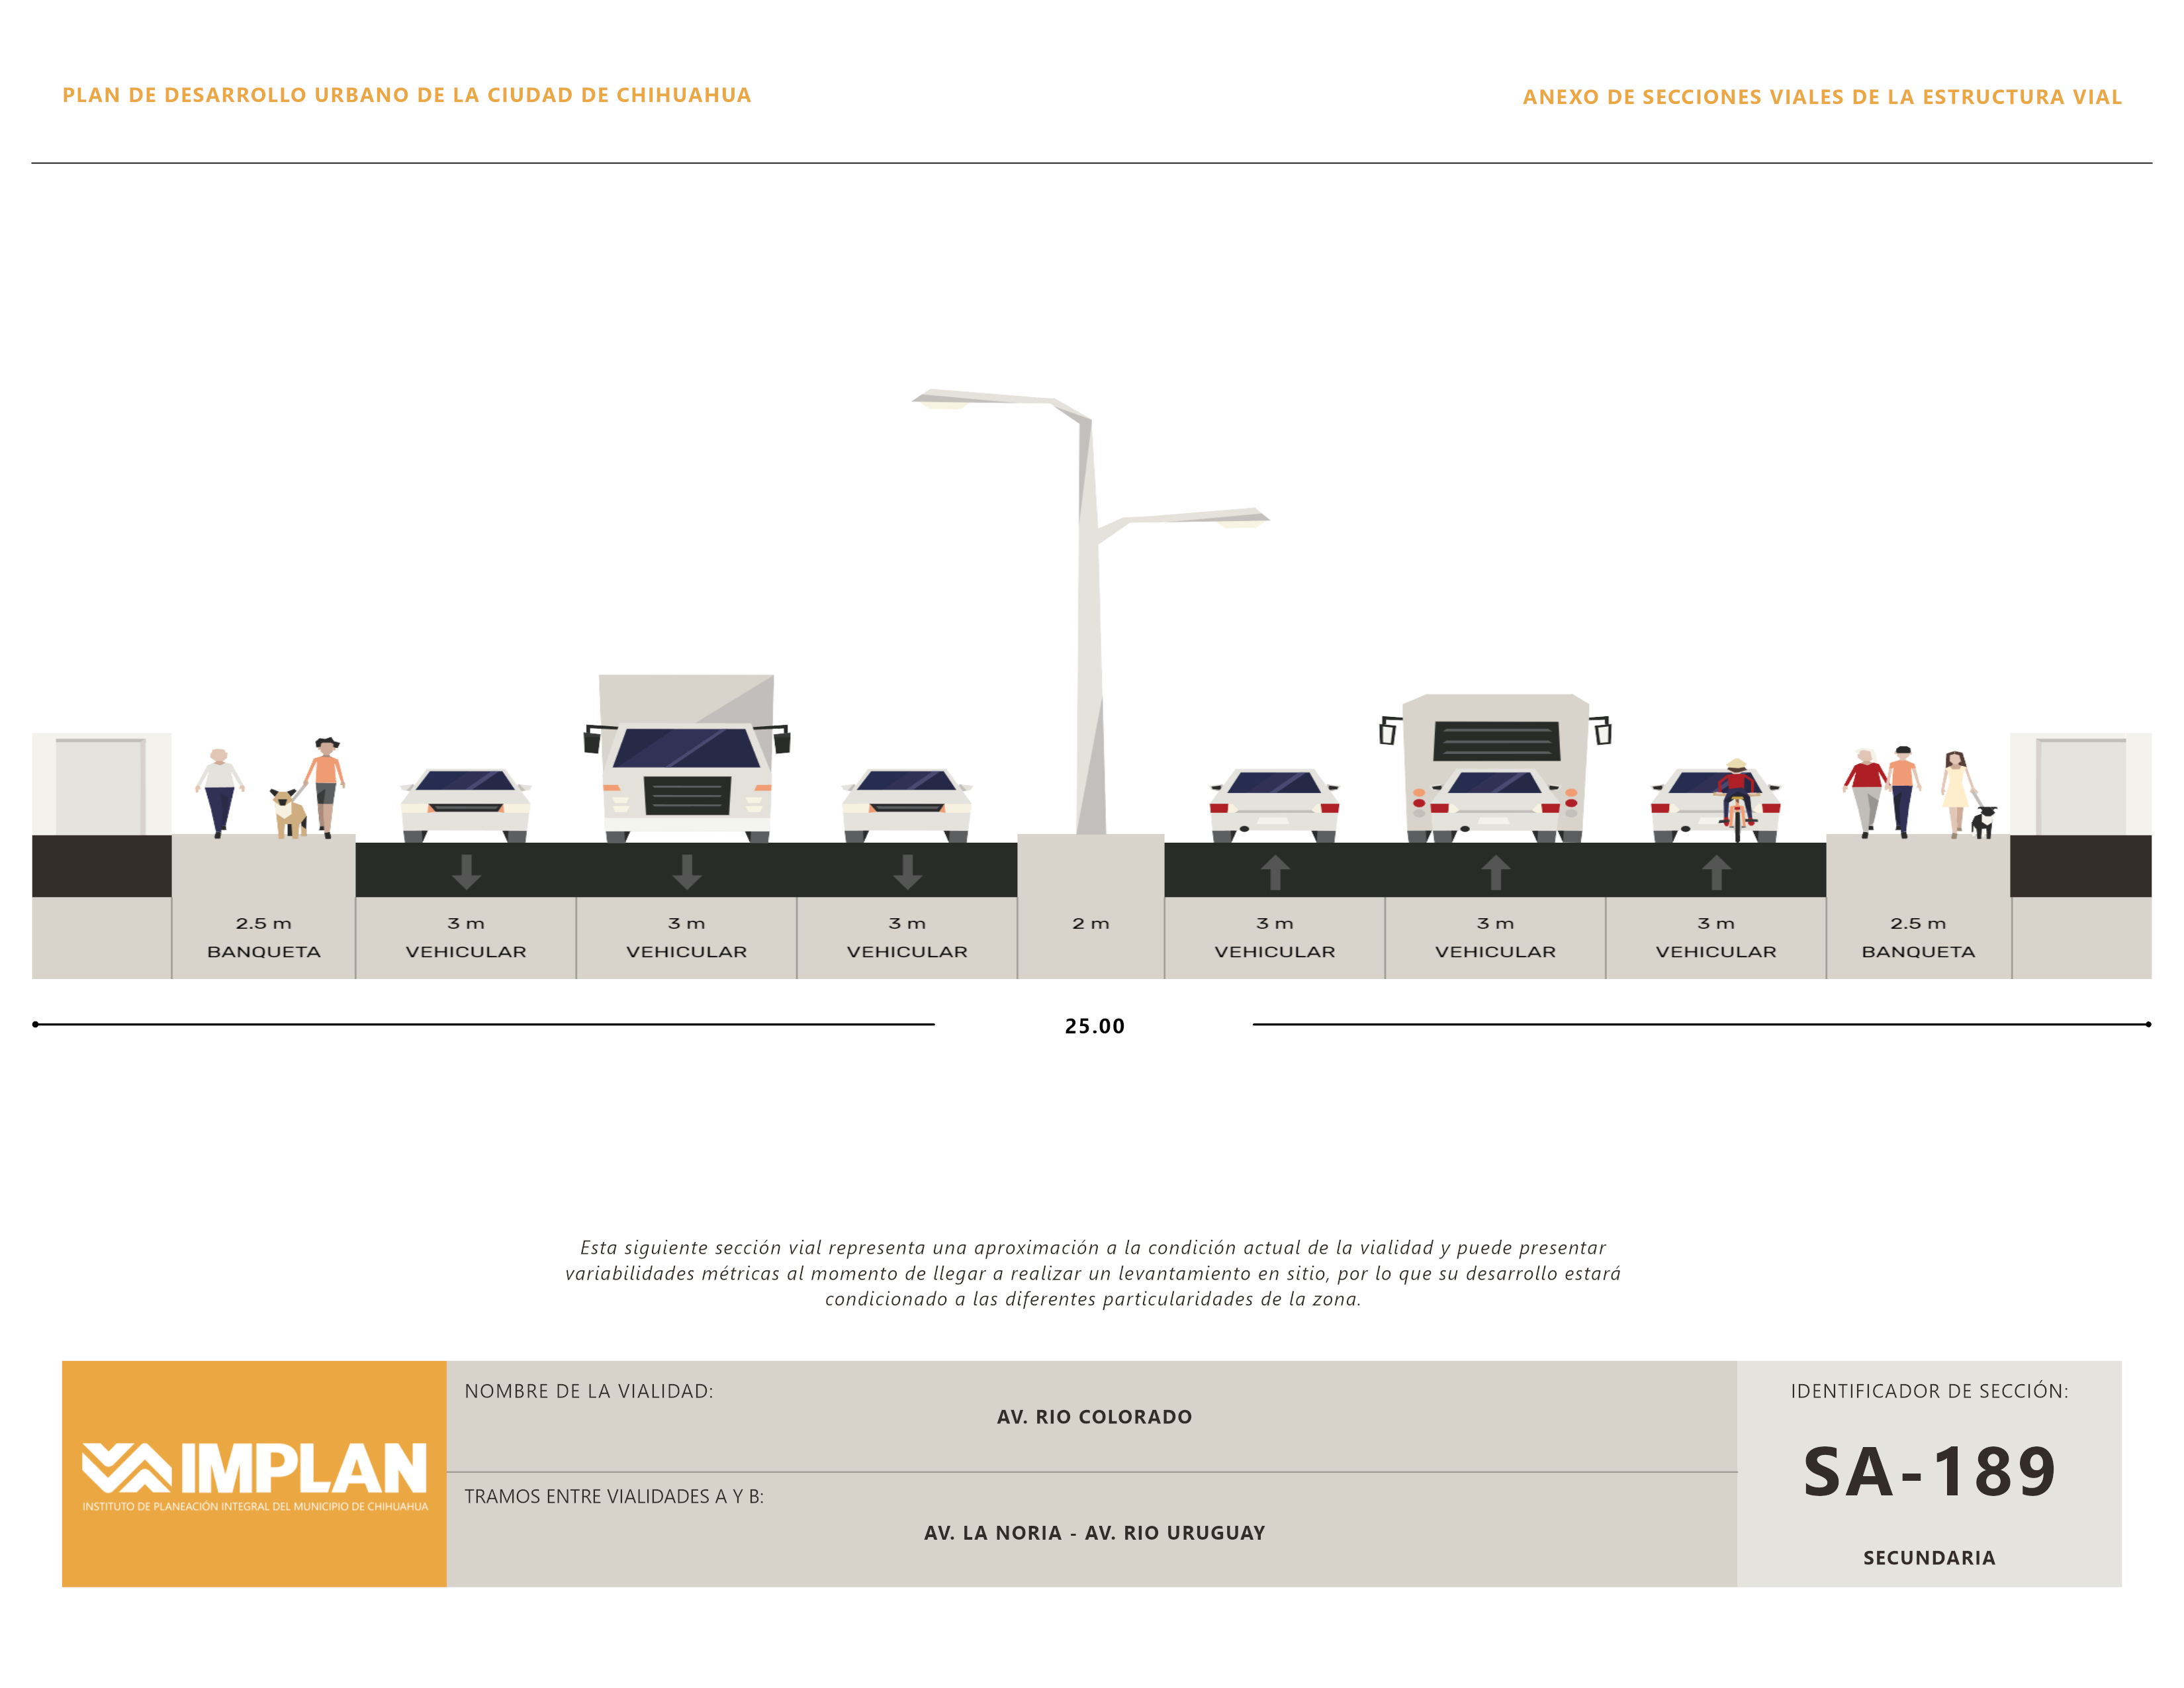 PLAN DE DESARROLLO URBANO DE LA CIUDAD DE CHIHUAHUA
ANEXO DE SECCIONES VIALES DE LA ESTRUCTURA VIAL
2.5 m 3 m 3 m 3 m 2 m 3 m 3 m 3 m 2.5 m
BANQUETA VEHICULAR VEHICULAR VEHICULAR VEHICULAR VEHICULAR VEHICULAR BANQUETA
25.00
Esta siguiente sección vial representa una aproximación a la condición actual de la vialidad y puede presentar
variabilidades métricas al momento de llegar a realizar un levantamiento en sitio, por lo que su desarrollo estará
condicionado a las diferentes particularidades de la zona.
IMPLAN
INSTITUTO DE PLANEACIÓN INTEGRAL DEL MUNICIPIO DE CHIHUAHUA
NOMBRE DE LA VIALIDAD:
AV. RIO COLORADO
TRAMOS ENTRE VIALIDADES A Y B:
AV. LA NORIA - AV. RIO URUGUAY
IDENTIFICADOR DE SECCIÓN:
SA-189
SECUNDARIA